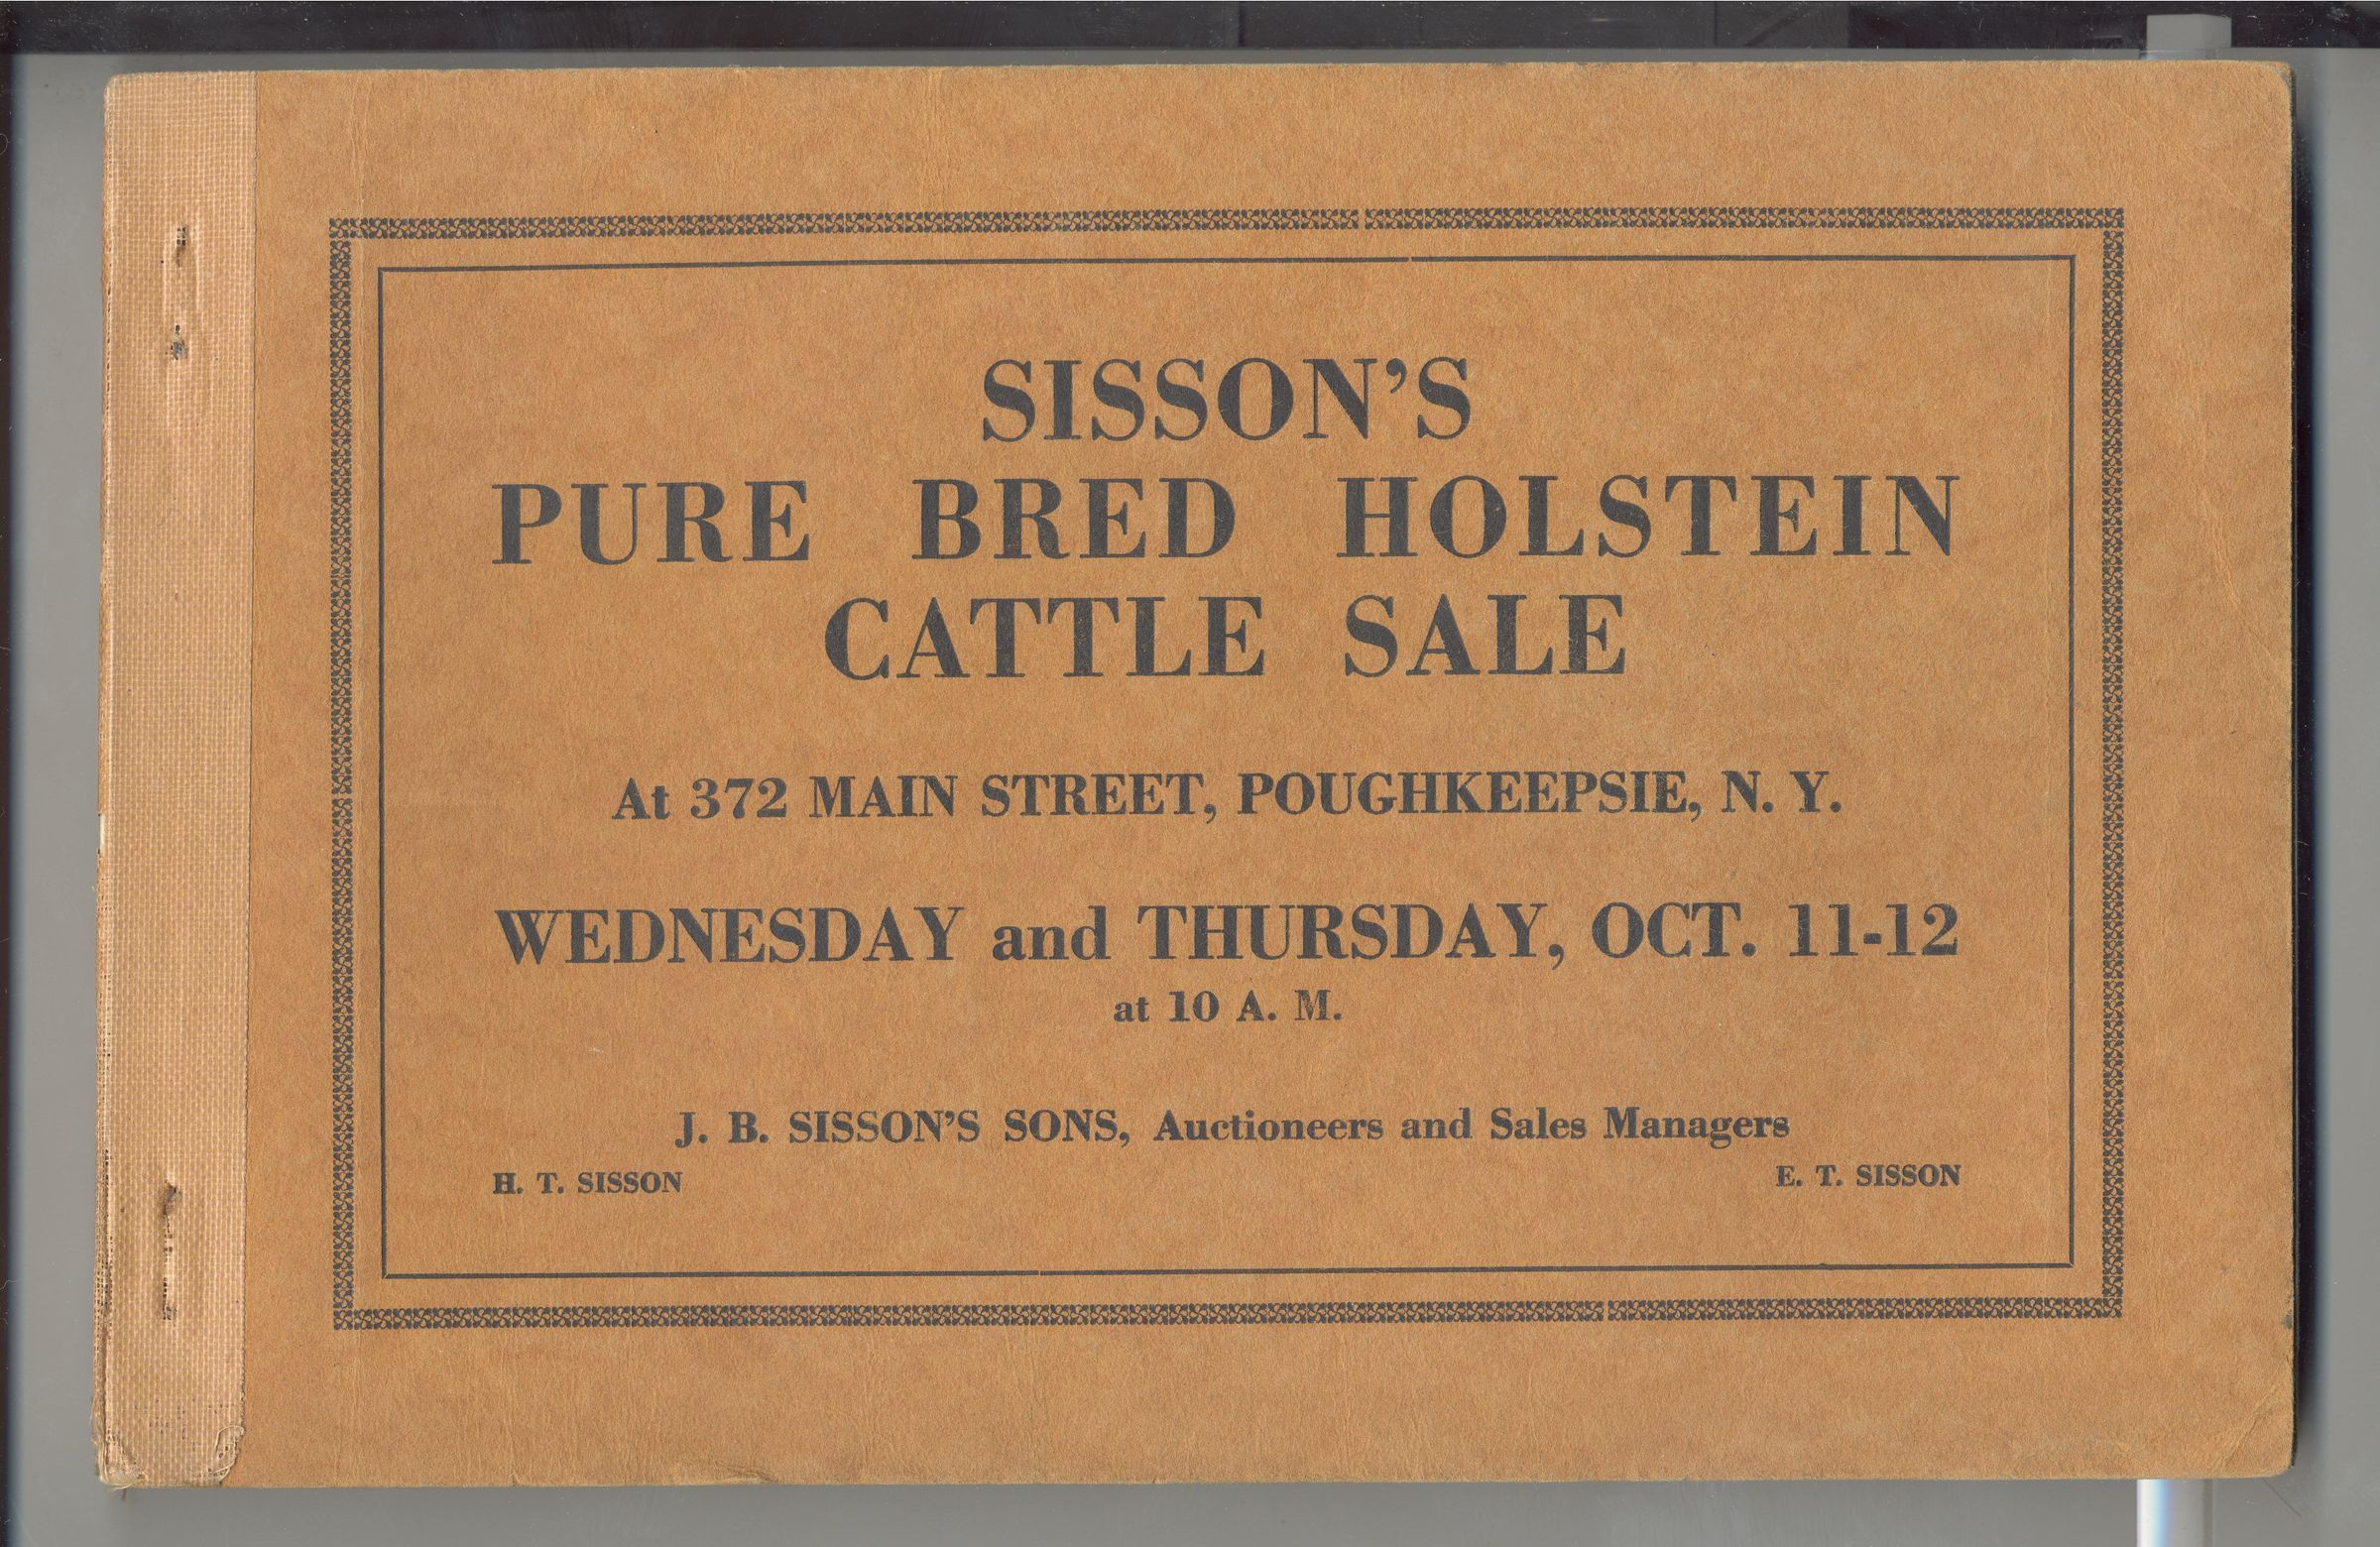 SISSON'S
PURE BRED HOLSTEIN
CATTLE SALE
At 372 MAIN STREET, POUGHKEEPSIE, N. Y.
WEDNESDAY and THURSDAY, OCT. 11-12
at 10 A. M.
J. B. SISSON'S SONS, Auctioneers and Sales Managers
H. T. SISSON E. T. SISSON